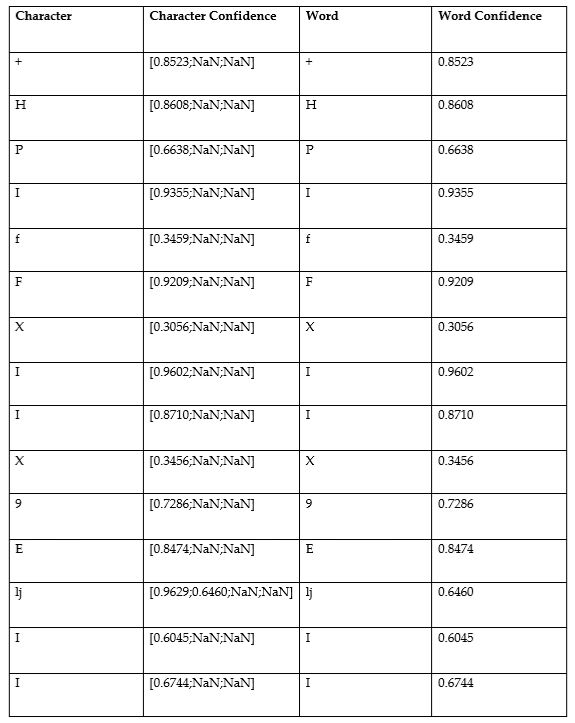 Character Character Confidence Word Word Confidence
+ [0.8523;NaN;NaN] + 0.8523
H [0.8608;NaN;NaN] H 0.8608
P [0.6638;NaN;NaN] P 0.6638
I [0.9355;NaN;NaN] I 0.9355
f [0.3459;NaN;NaN] f 0.3459
F [0.9209;NaN;NaN] F 0.9209
X [0.3056;NaN;NaN] X 0.3056
I [0.9602;NaN;NaN] I 0.9602
I [0.8710;NaN;NaN] I 0.8710
X [0.3456;NaN;NaN] X 0.3456
9 [0.7286;NaN;NaN] 9 0.7286
E [0.8474;NaN;NaN] E 0.8474
lj [0.9629;0.6460;NaN;NaN] lj 0.6460
I [0.6045;NaN;NaN] I 0.6045
I [0.6744;NaN;NaN] I 0.6744